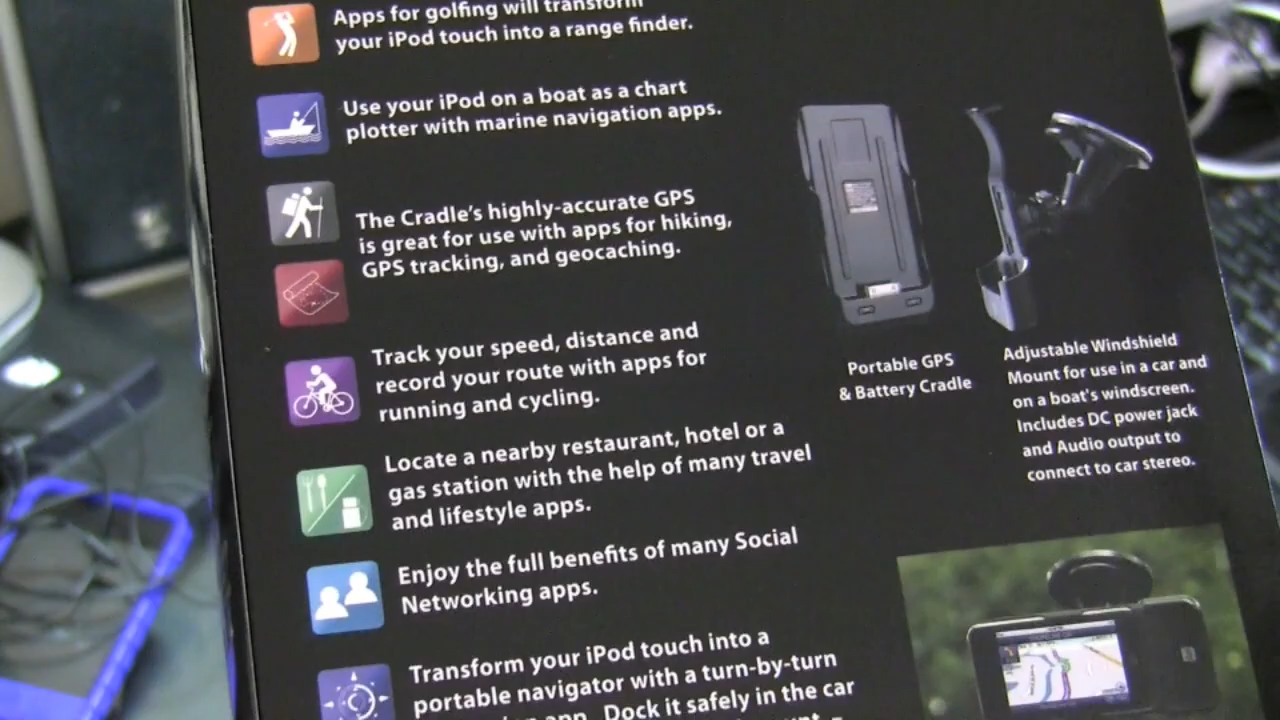 Apps for golfing will transform
your iPod touch into a range finder.
Use your iPod on a boat as a chart
plotter with marine navigation apps.
The Cradle's highly-accurate GPS
is great for use with apps for hiking,
GPS tracking, and geocaching.
Track your speed, distance and
record your route with apps for
running and cycling.
Locate a nearby restaurant, hotel or a
gas station with the help of many travel
and lifestyle apps.
Enjoy the full benefits of many Social
Networking apps.
Transform your iPod touch into a
portable navigator with a turn-by-turn
app. Dock it safely in the car
Portable GPS
& Battery Cradle
Adjustable Windshield
Mount for use in a car and
on a boat's windscreen.
Includes DC power jack
and Audio output to
connect to car stereo.